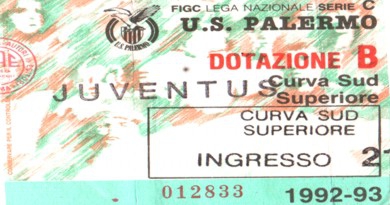 FIGC LEGA NAZIONALE SERIE C
U.S. PALERMO
U.S. PALERMO
DOTAZIONE B
JUVENTUS
Curva Sud
Superiore
CURVA SUD
SUPERIORE
INGRESSO 21
012833
1992-93